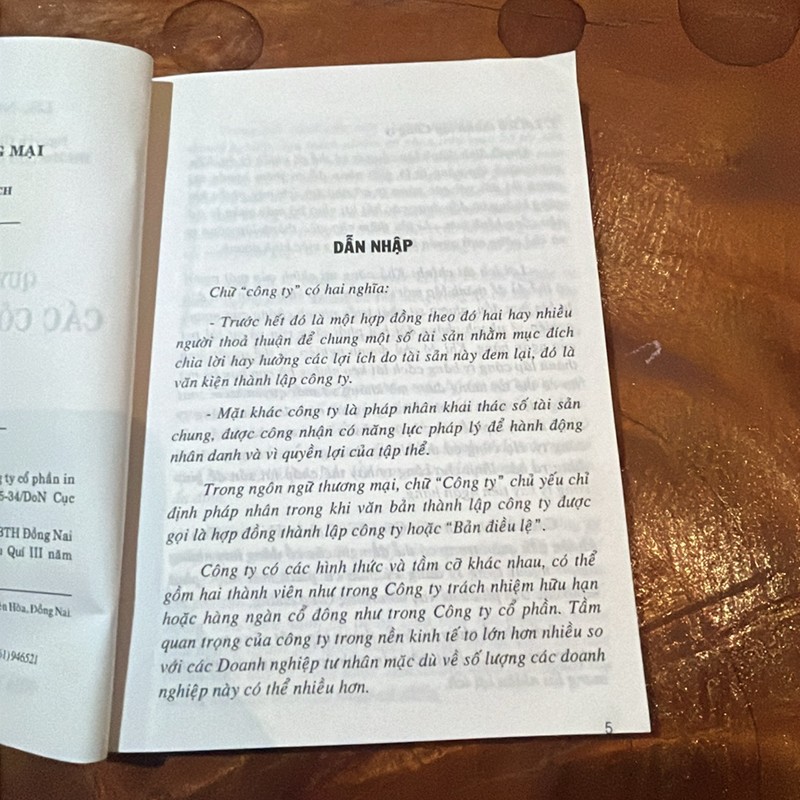 MẠI
CH
ty cổ phần in
5-34/DoN Cục
BTH Đồng Nai
Quí III năm
Hòa, Đồng Nai
946521
DẪN NHẬP
Chữ "công ty" có hai nghĩa:
- Trước hết đó là một hợp đồng theo đó hai hay nhiều
người thoả thuận để chung một số tài sản nhằm mục đích
chia lời hay hưởng các lợi ích do tài sản này đem lại, đó là
văn kiện thành lập công ty.
- Mặt khác công ty là pháp nhân khai thác số tài sản
chung, được công nhận có năng lực pháp lý để hành động
nhân danh và vì quyền lợi của tập thể.
Trong ngôn ngữ thương mại, chữ "Công ty" chủ yếu chỉ
định pháp nhân trong khi văn bản thành lập công ty được
gọi là hợp đồng thành lập công ty hoặc "Bản điều lệ".
Công ty có các hình thức và tầm cỡ khác nhau, có thể
gồm hai thành viên như trong Công ty trách nhiệm hữu hạn
hoặc hàng ngàn cổ đông như trong Công ty cổ phần. Tầm
quan trọng của công ty trong nền kinh tế to lớn hơn nhiều so
với các Doanh nghiệp tư nhân mặc dù về số lượng các doanh
nghiệp này có thể nhiều hơn.
5